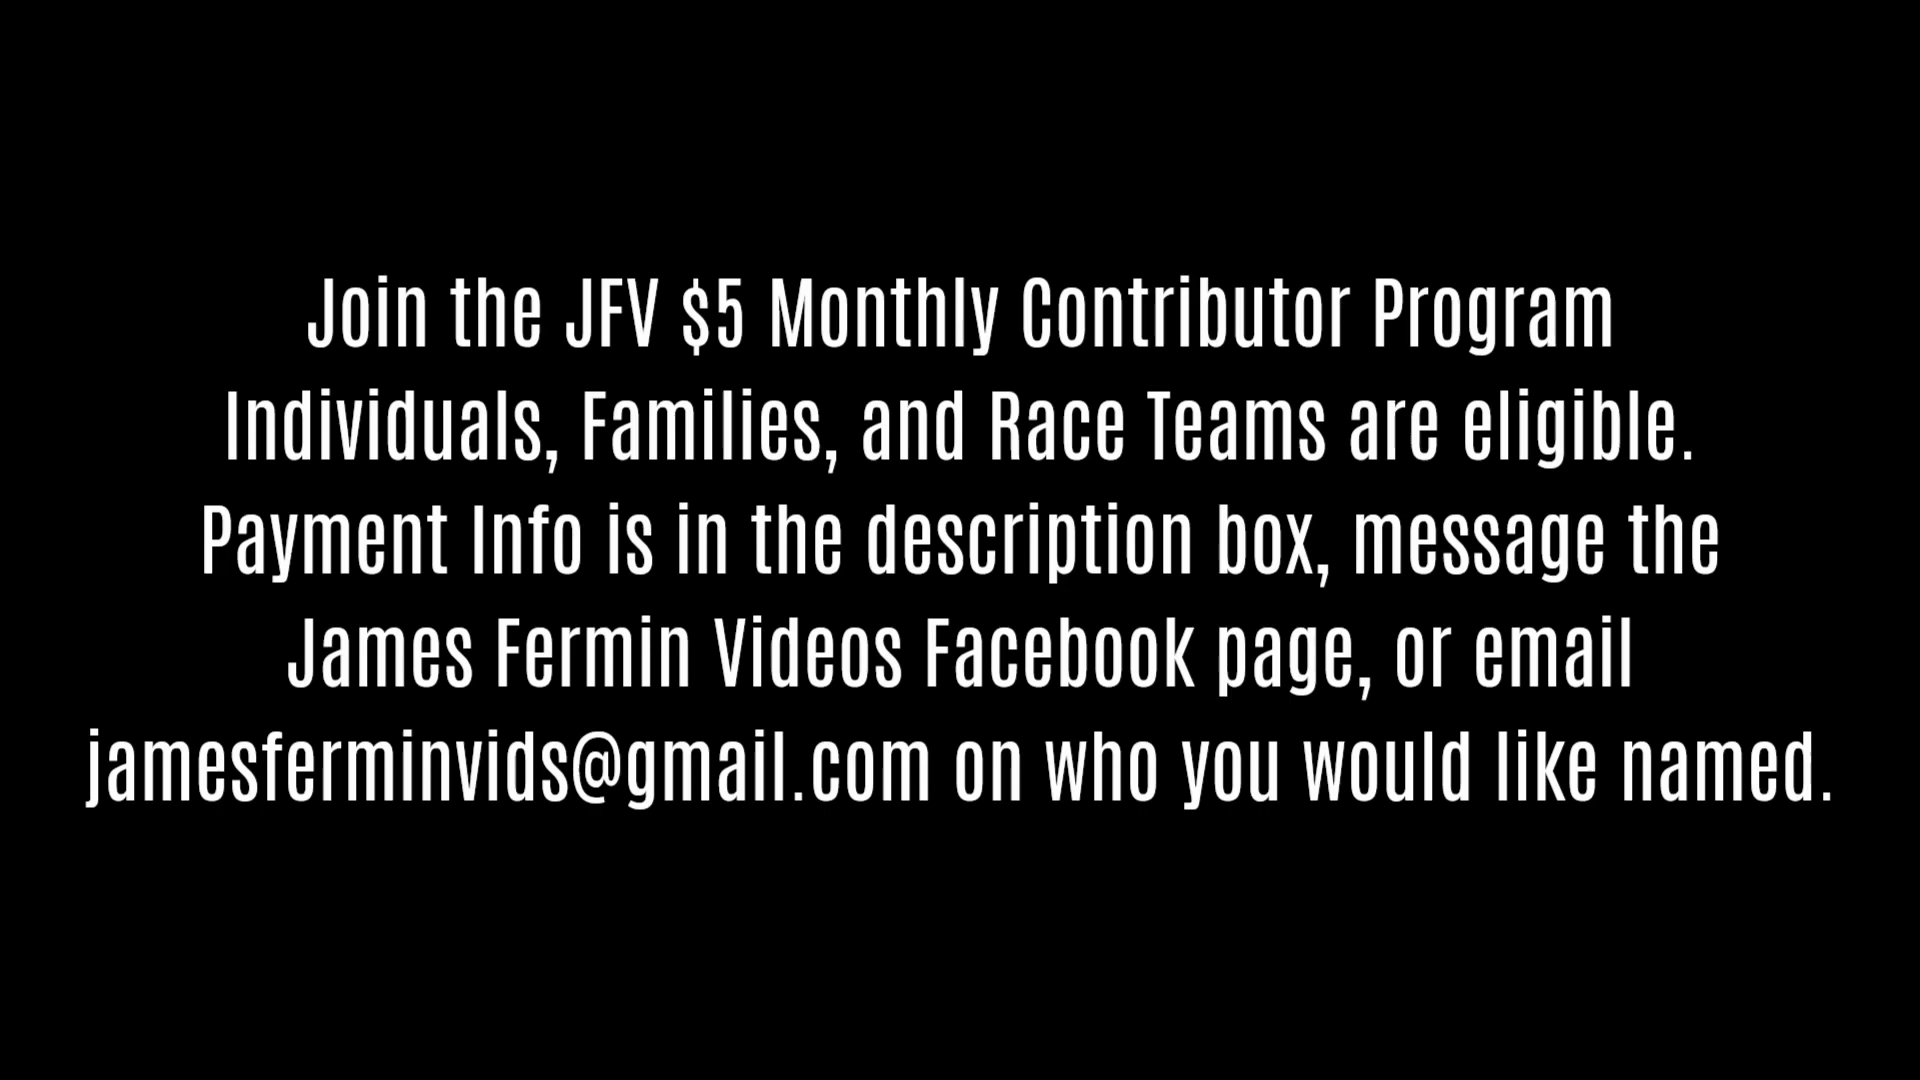 Join the JFV $5 Monthly Contributor Program
Individuals, Families, and Race Teams are eligible.
Payment Info is in the description box, message the
James Fermin Videos Facebook page, or email
jamesferminvids@gmail.com on who you would like named.